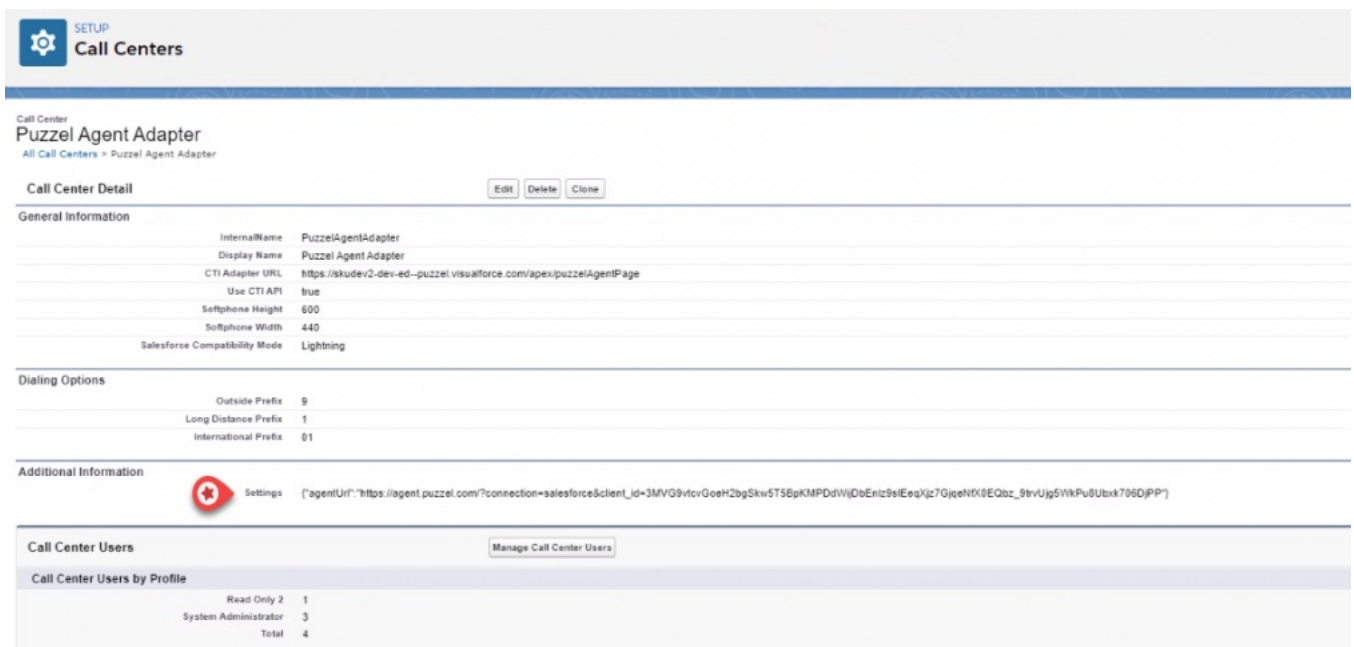 SETUP
Call Centers
Call Center
Puzzel Agent Adapter
All Call Centers > Puzzel Agent Adapter
Call Center Detail Edit Delete Clone
General Information
InternalName PuzzelAgentAdapter
Display Name Puzzel Agent Adapter
CTI Adapter URL https://skudev2-dev-ed--puzzel.visualforce.com/apex/puzzelAgentPage
Use CTI API true
Softphone Height 600
Softphone Width 440
Salesforce Compatibility Mode Lightning
Dialing Options
Outside Prefix 9
Long Distance Prefix 1
International Prefix 01
Additional Information
Settings {"agentUrl":"https://agent.puzzel.com/?connection=salesforce&client_id=
Call Center Users Manage Call Center Users
Call Center Users by Profile
Read Only 2 1
System Administrator 3
Total 4